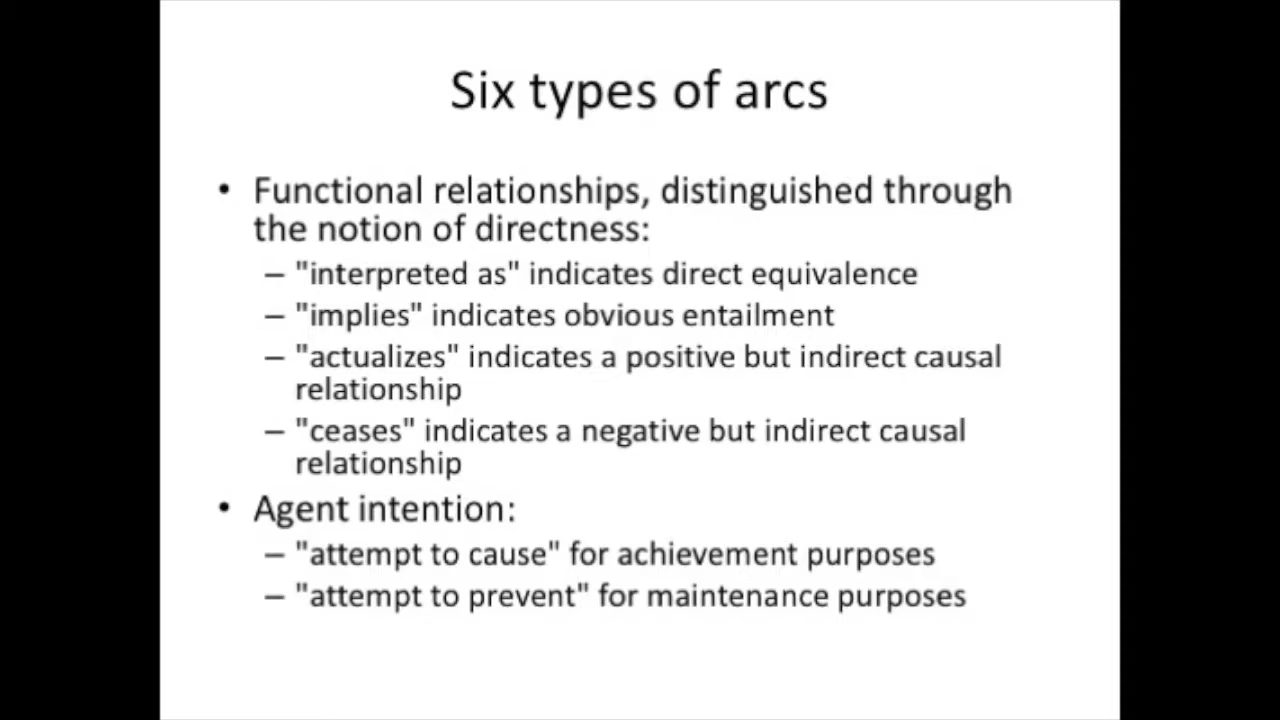 Six types of arcs
• Functional relationships, distinguished through
the notion of directness:
– "interpreted as" indicates direct equivalence
– "implies" indicates obvious entailment
– "actualizes" indicates a positive but indirect causal
relationship
– "ceases" indicates a negative but indirect causal
relationship
• Agent intention:
– "attempt to cause" for achievement purposes
– "attempt to prevent" for maintenance purposes